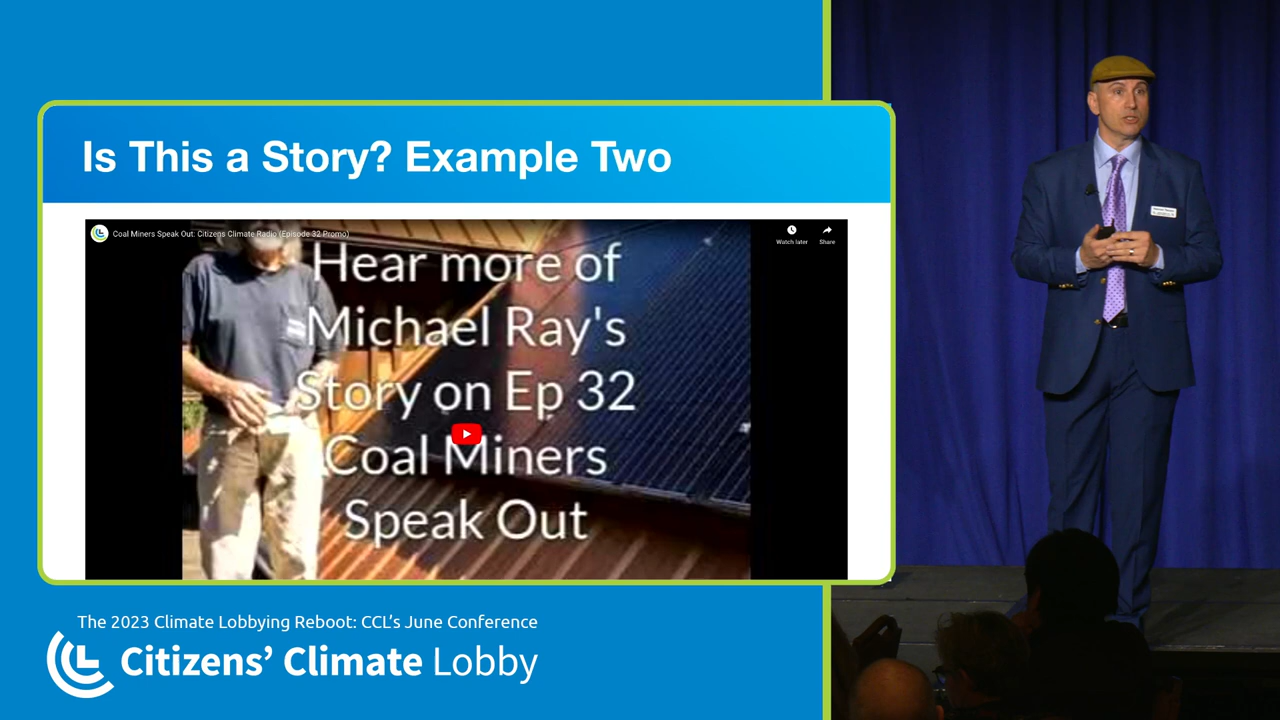 Is This a Story? Example Two
Coal Miners Speak Out: Citizens Climate Radio (Episode 32 Promo)
Watch later
Share
Hear more of
Michael Ray's
Story on Ep 32
Coal Miners
Speak Out
The 2023 Climate Lobbying Reboot: CCL's June Conference
Citizens' Climate Lobby